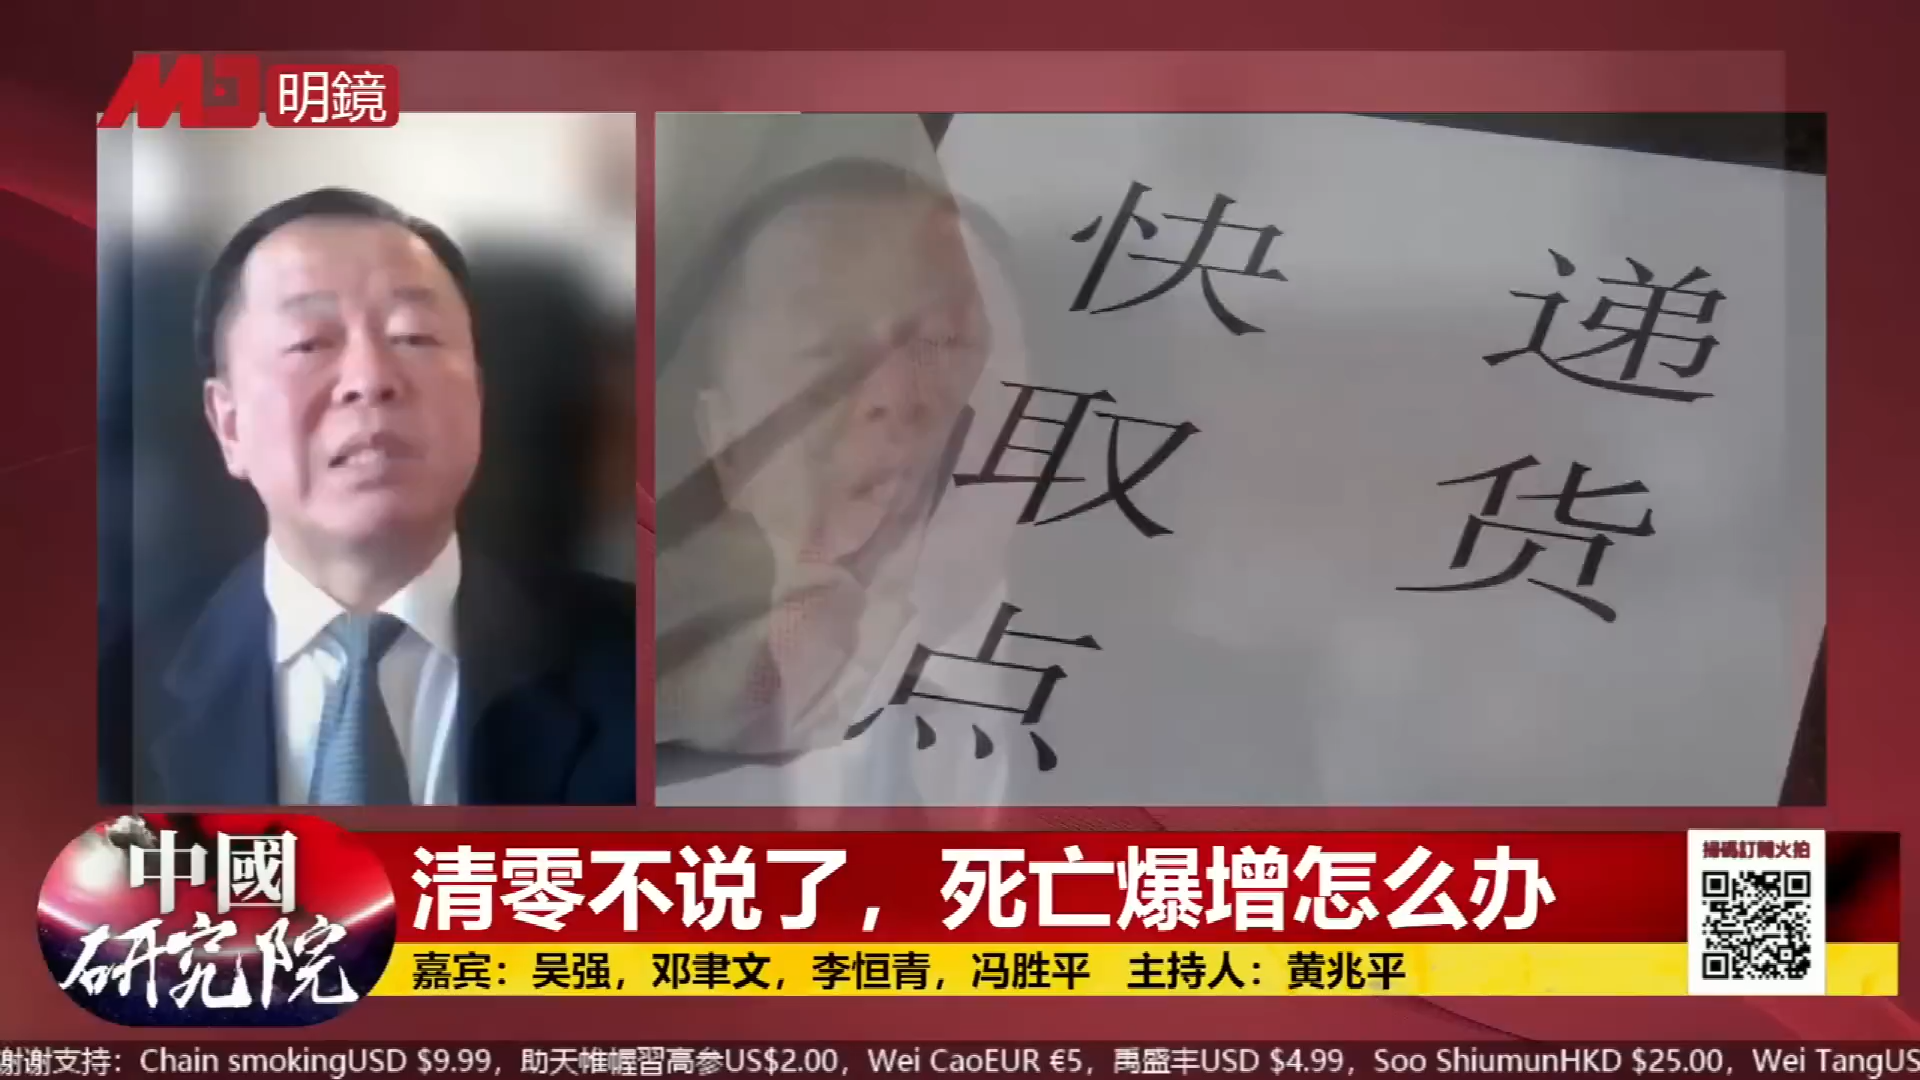 明鏡
快递
取货
点
中國
研究院
清零不说了，死亡爆增怎么办
嘉宾：吴强，邓聿文，李恒青，冯胜平 主持人：黄兆平
掃碼訂閱火拍
谢谢支持：Chain smokingUSD $9.99，助天帷幄習高参US$2.00，Wei CaoEUR €5，禹盛丰USD $4.99，Soo ShiumunHKD $25.00，Wei TangUS